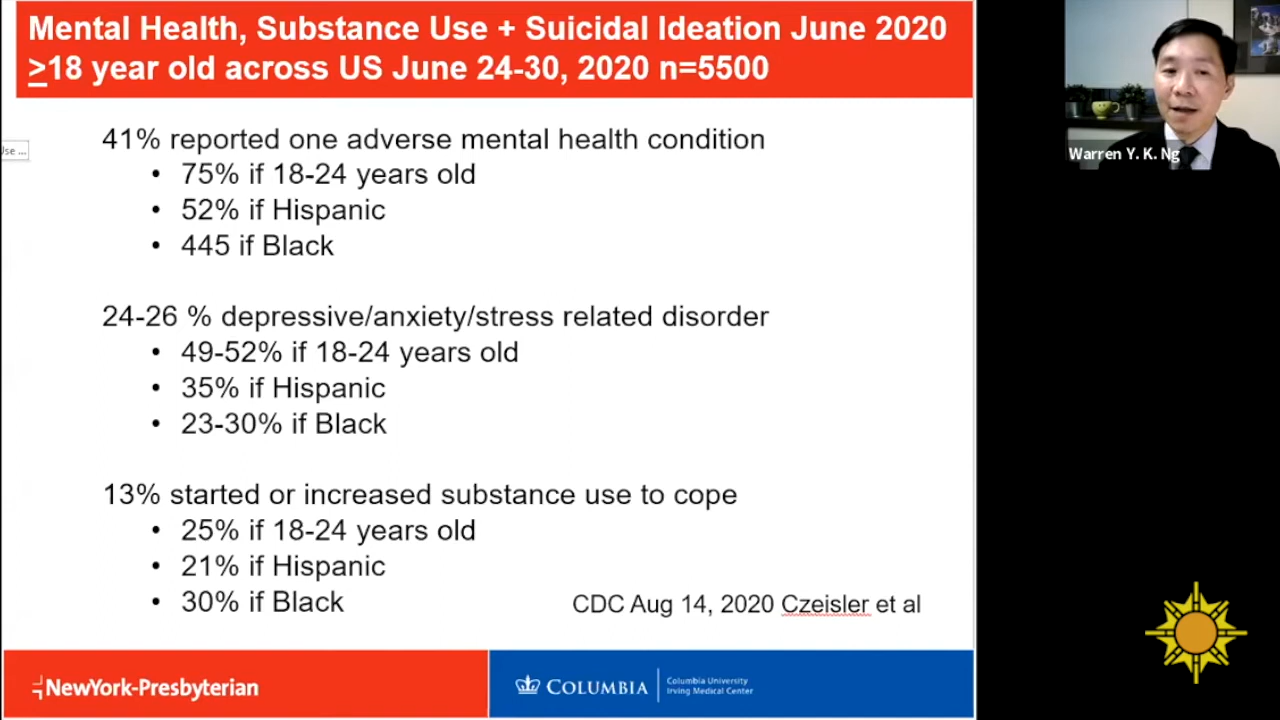 Mental Health, Substance Use + Suicidal Ideation June 2020
>18 year old across US June 24-30, 2020 n=5500
Use ...
41% reported one adverse mental health condition
• 75% if 18-24 years old
• 52% if Hispanic
• 445 if Black
24-26 % depressive/anxiety/stress related disorder
• 49-52% if 18-24 years old
• 35% if Hispanic
• 23-30% if Black
13% started or increased substance use to cope
• 25% if 18-24 years old
• 21% if Hispanic
• 30% if Black
CDC Aug 14, 2020 Czeisler et al
NewYork-Presbyterian
COLUMBIA
Columbia University
Irving Medical Center
Warren Y. K. Ng